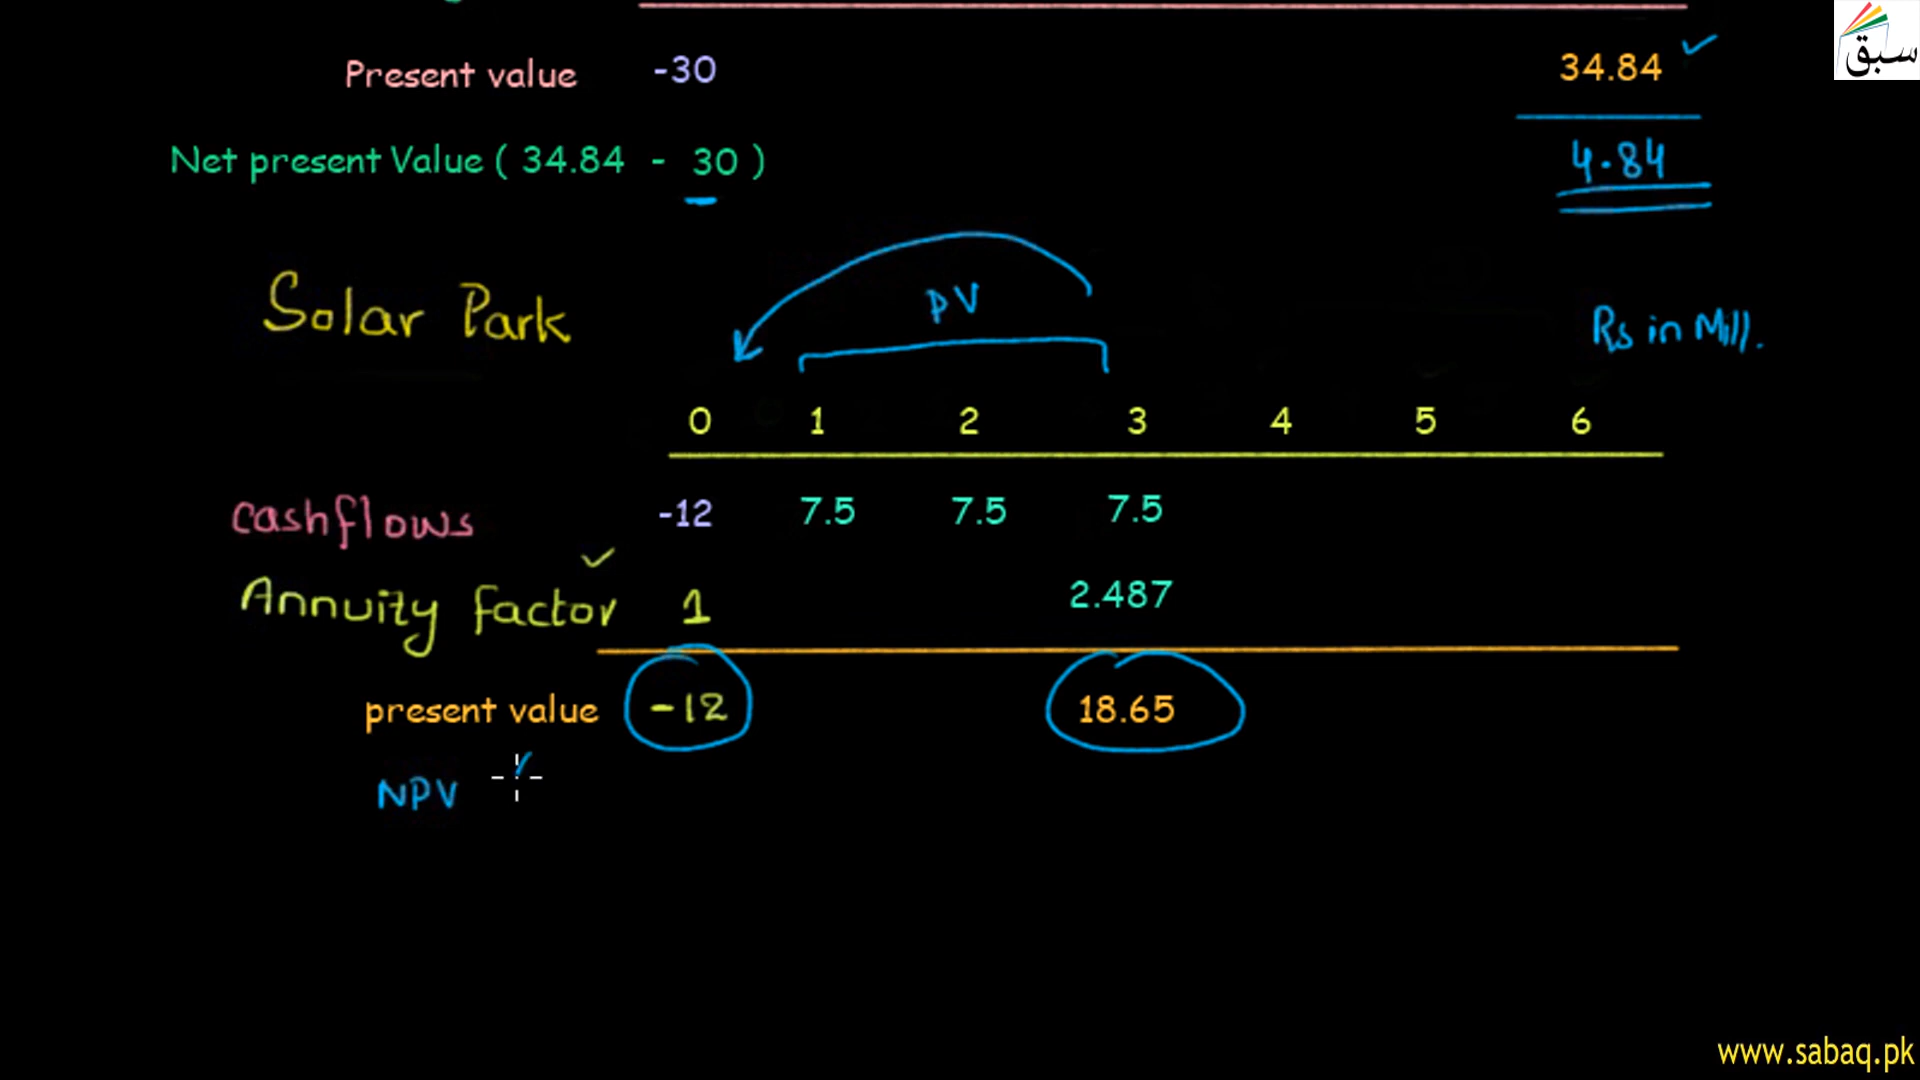 سبق
Present value -30 34.84
Net present Value ( 34.84 - 30 ) 4.84
Solar Park PV Rs in Mill.
0 1 2 3 4 5 6
cashflows -12 7.5 7.5 7.5
Annuity factor 1 2.487
present value -12 18.65
NPV
www.sabaq.pk